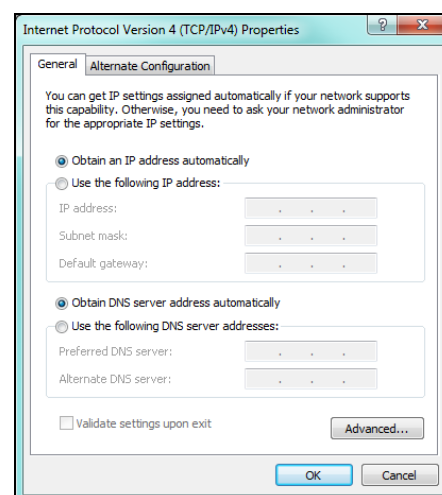 Internet Protocol Version 4 (TCP/IPv4) Properties
? X
General Alternate Configuration
You can get IP settings assigned automatically if your network supports
this capability. Otherwise, you need to ask your network administrator
for the appropriate IP settings.
Obtain an IP address automatically
Use the following IP address:
IP address: . . .
Subnet mask: . . .
Default gateway: . . .
Obtain DNS server address automatically
Use the following DNS server addresses:
Preferred DNS server: . . .
Alternate DNS server: . . .
Validate settings upon exit Advanced...
OK Cancel